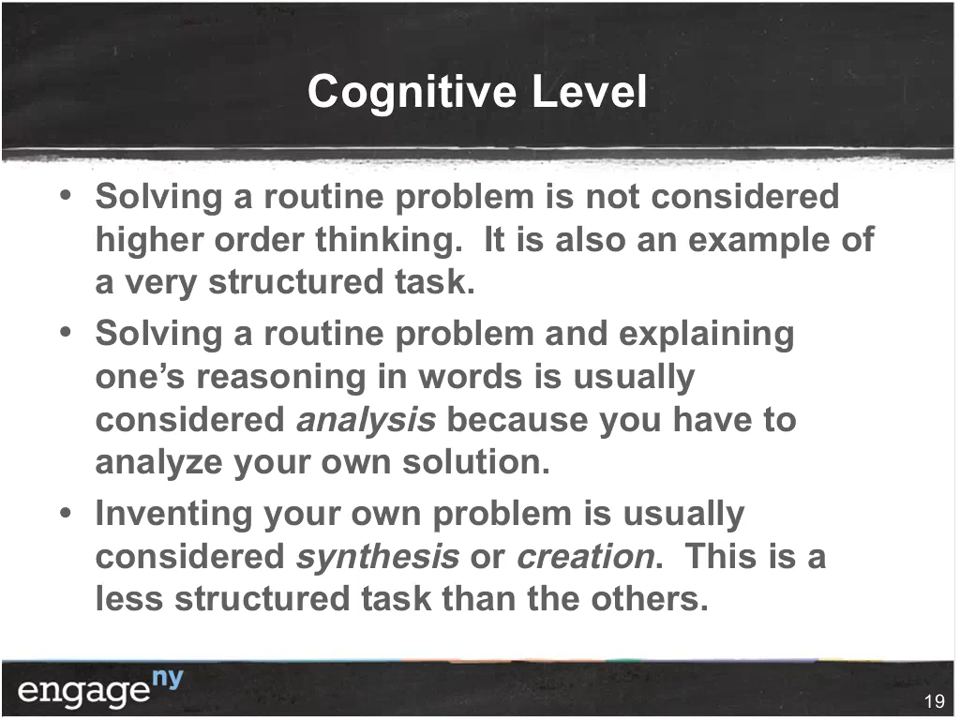 Cognitive Level
• Solving a routine problem is not considered
higher order thinking.  It is also an example of
a very structured task.
• Solving a routine problem and explaining
one’s reasoning in words is usually
considered analysis because you have to
analyze your own solution.
• Inventing your own problem is usually
considered synthesis or creation.  This is a
less structured task than the others.
engageny
19